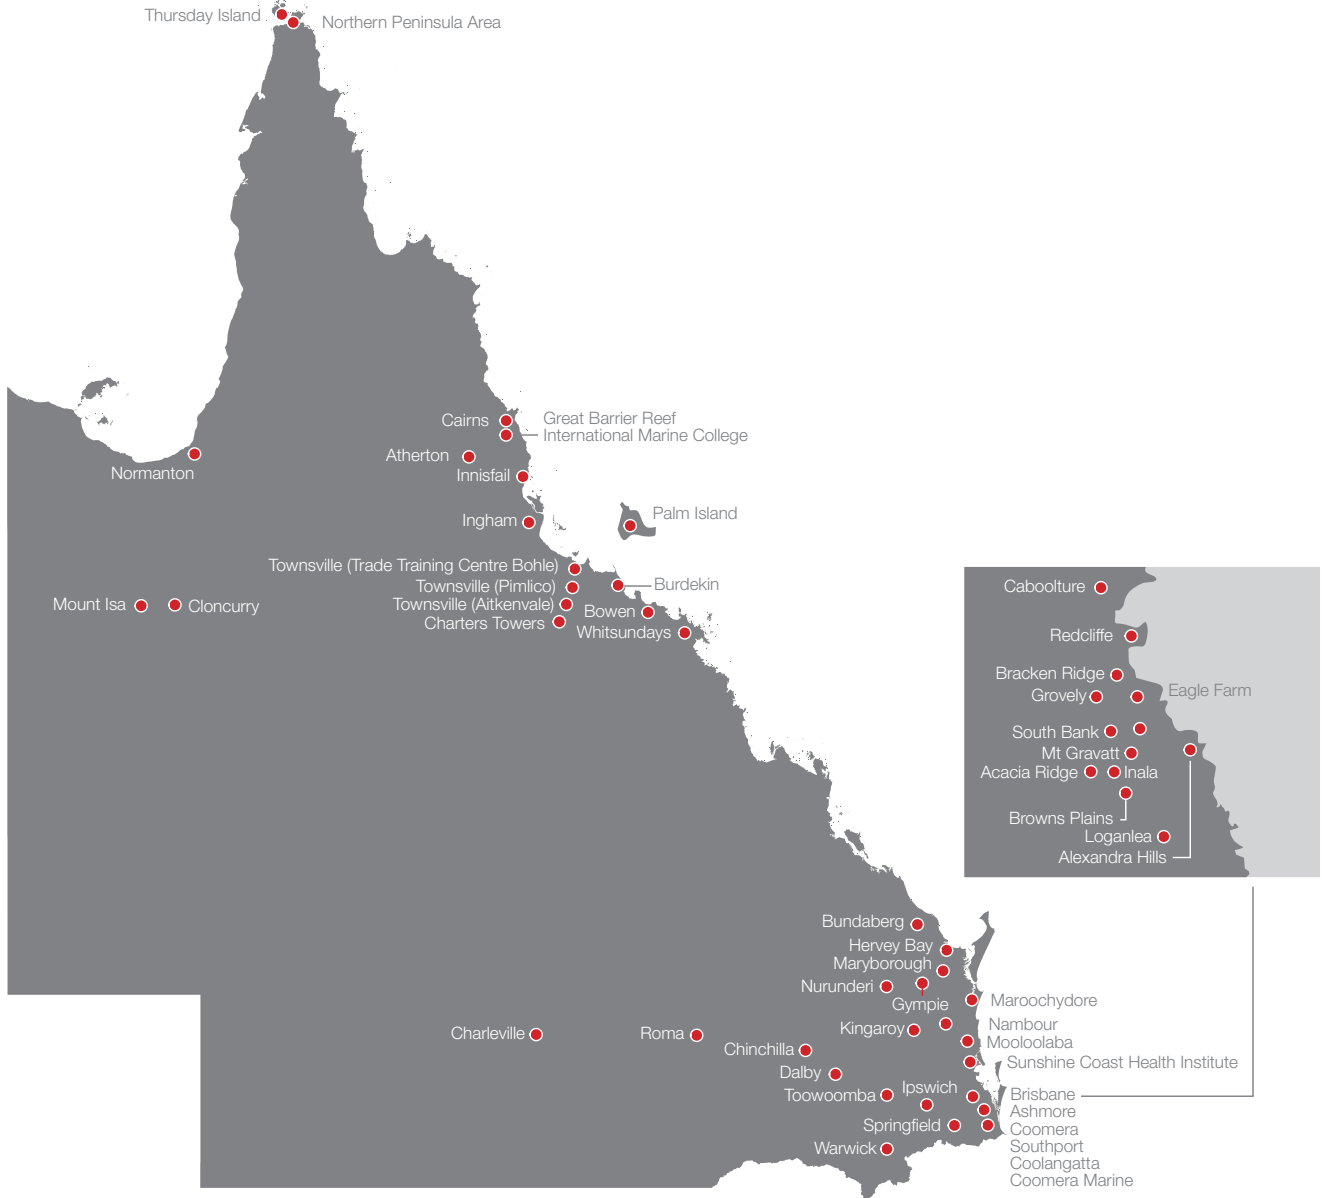 Thursday Island
Northern Peninsula Area
Cairns
Great Barrier Reef
International Marine College
Atherton
Normanton
Innisfail
Palm Island
Ingham
Townsville (Trade Training Centre Bohle)
Townsville (Pimlico)
Burdekin
Townsville (Aitkenvale)
Mount Isa
Cloncurry
Bowen
Charters Towers
Whitsundays
Caboolture
Redcliffe
Bracken Ridge
Grovely
Eagle Farm
South Bank
Mt Gravatt
Acacia Ridge
Inala
Browns Plains
Loganlea
Alexandra Hills
Bundaberg
Hervey Bay
Maryborough
Nurunderi
Gympie
Maroochydore
Kingaroy
Nambour
Charleville
Roma
Mooloolaba
Chinchilla
Sunshine Coast Health Institute
Dalby
Toowoomba
Ipswich
Brisbane
Ashmore
Springfield
Coomera
Warwick
Southport
Coolangatta
Coomera Marine